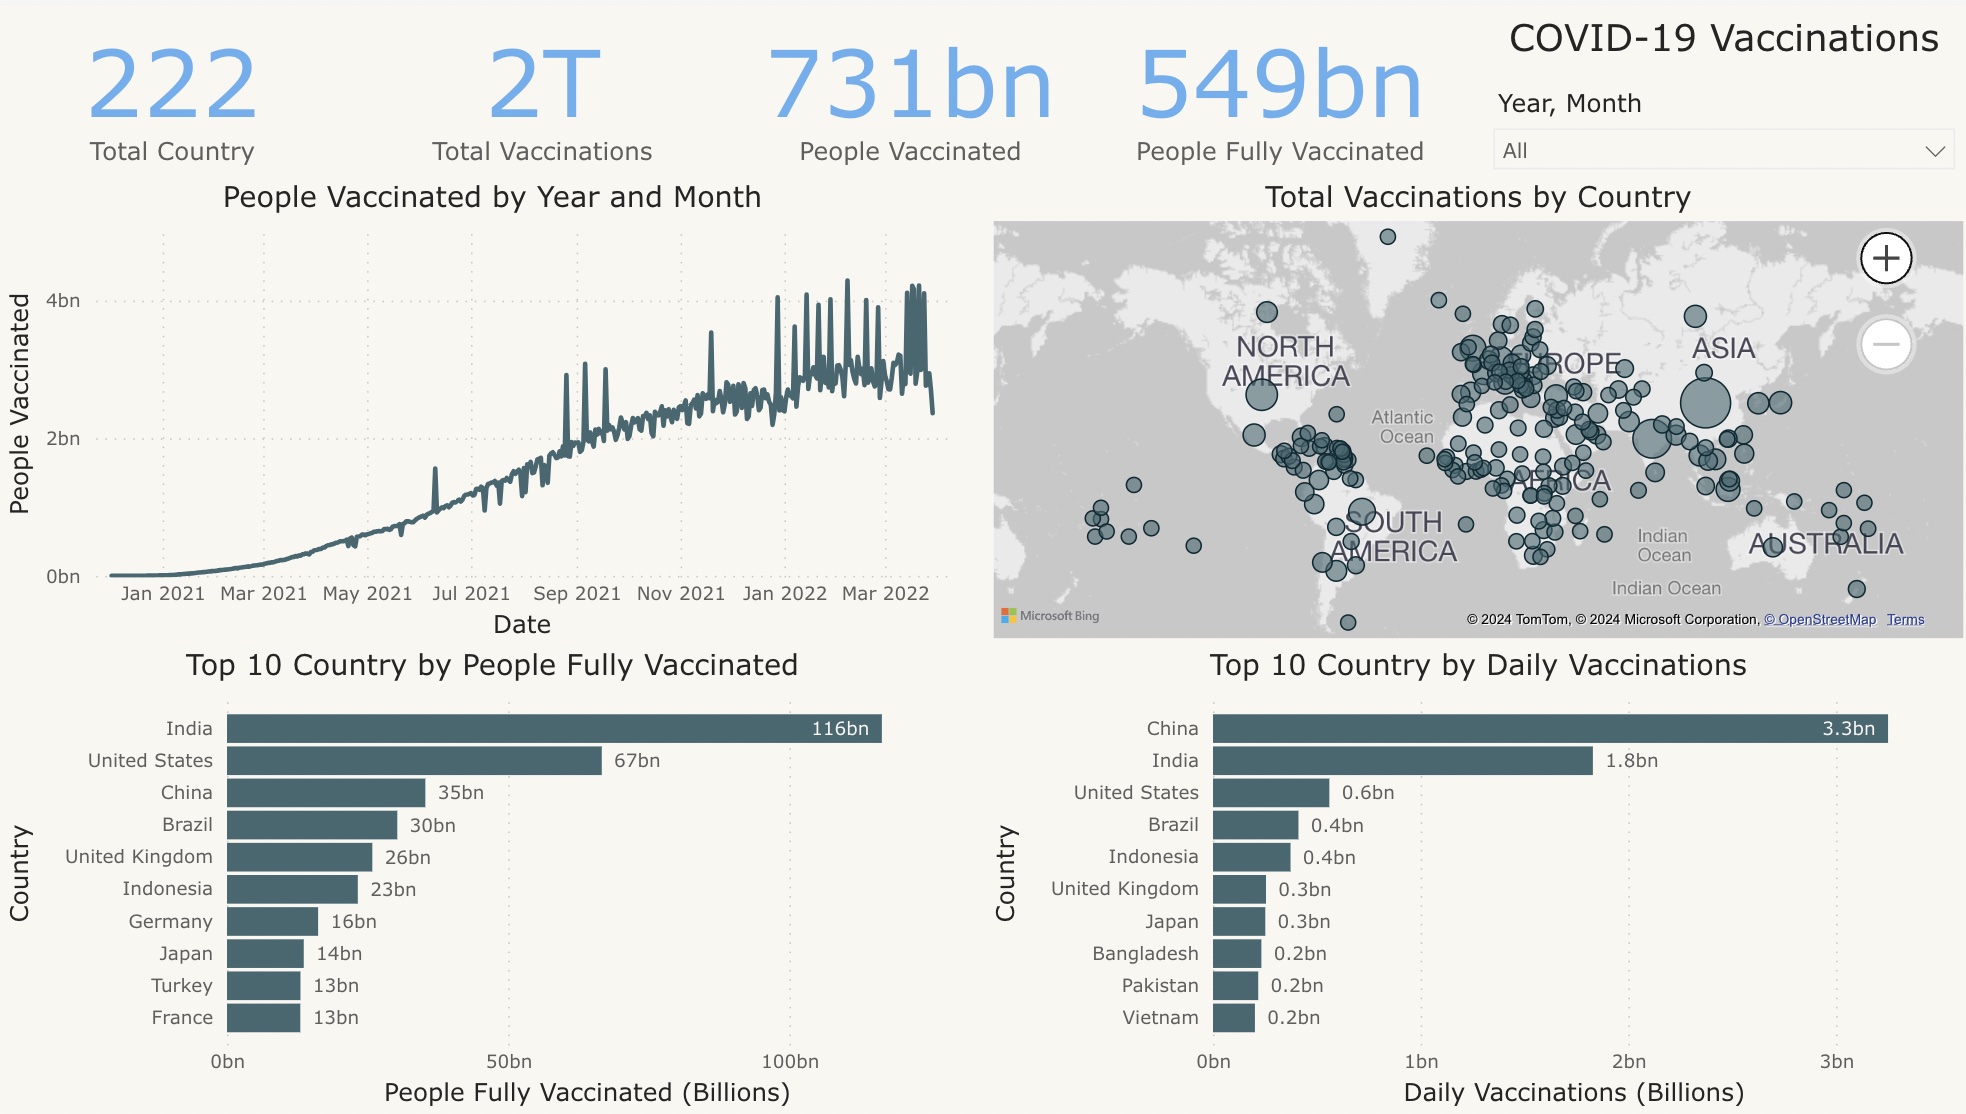 222
Total Country
2T
Total Vaccinations
731bn
People Vaccinated
549bn
People Fully Vaccinated
COVID-19 Vaccinations
Year, Month
All
People Vaccinated by Year and Month
People Vaccinated
4bn
2bn
0bn
Jan 2021 Mar 2021 May 2021 Jul 2021 Sep 2021 Nov 2021 Jan 2022 Mar 2022
Date
Total Vaccinations by Country
NORTH
AMERICA
EUROPE
ASIA
Atlantic
Ocean
AFRICA
SOUTH
AMERICA
Indian
Ocean
AUSTRALIA
Indian Ocean
Microsoft Bing
© 2024 TomTom, © 2024 Microsoft Corporation, © OpenStreetMap Terms
Top 10 Country by People Fully Vaccinated
Country
India 116bn
United States 67bn
China 35bn
Brazil 30bn
United Kingdom 26bn
Indonesia 23bn
Germany 16bn
Japan 14bn
Turkey 13bn
France 13bn
0bn 50bn 100bn
People Fully Vaccinated (Billions)
Top 10 Country by Daily Vaccinations
Country
China 3.3bn
India 1.8bn
United States 0.6bn
Brazil 0.4bn
Indonesia 0.4bn
United Kingdom 0.3bn
Japan 0.3bn
Bangladesh 0.2bn
Pakistan 0.2bn
Vietnam 0.2bn
0bn 1bn 2bn 3bn
Daily Vaccinations (Billions)